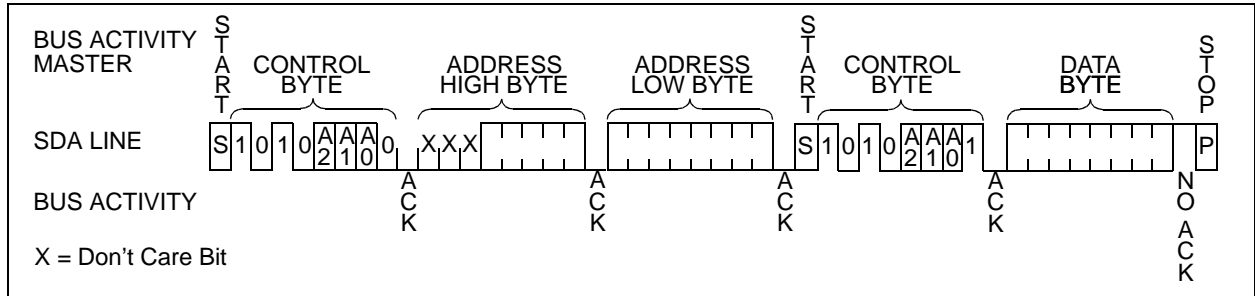 BUS ACTIVITY
MASTER
START
CONTROL
BYTE
ADDRESS
HIGH BYTE
ADDRESS
LOW BYTE
START
CONTROL
BYTE
DATA
BYTE
STOP
SDA LINE
S 1 0 1 0 A2 A1 A0 0 X X X S 1 0 1 0 A2 A1 A0 1 P
BUS ACTIVITY
ACK
ACK
ACK
ACK
NO ACK
X = Don't Care Bit